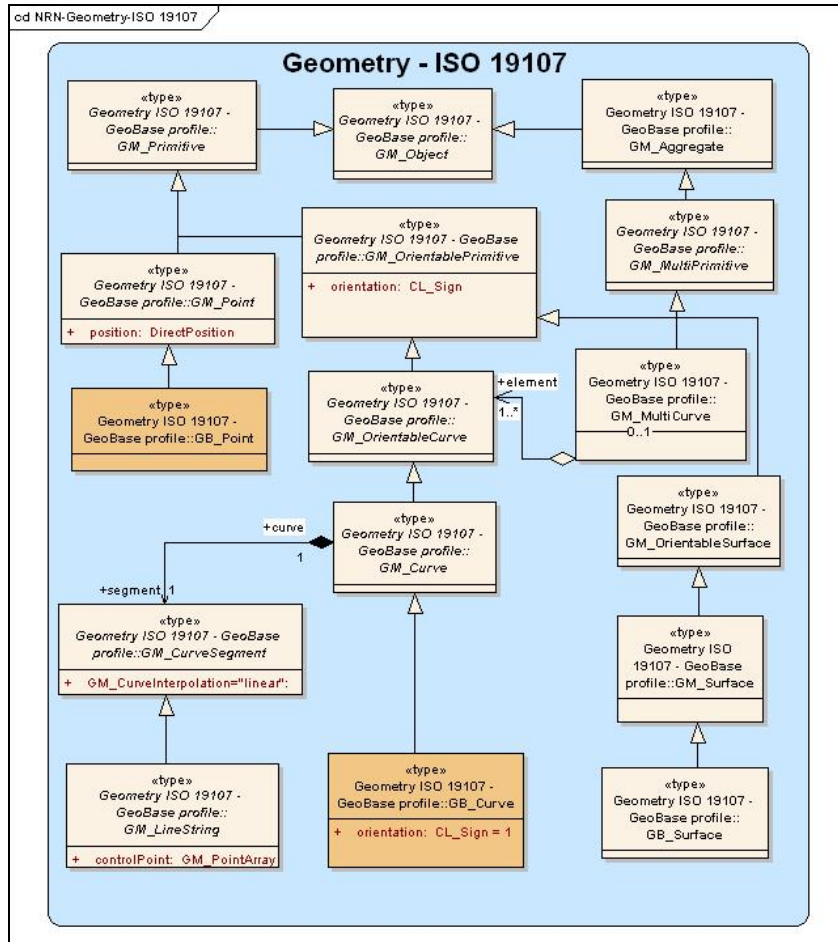 cd NRN-Geometry-ISO 19107
Geometry - ISO 19107
«type»
Geometry ISO 19107 -
GeoBase profile::
GM_Primitive
«type»
Geometry ISO 19107 -
GeoBase profile::
GM_Object
«type»
Geometry ISO 19107 -
GeoBase profile::
GM_Aggregate
«type»
Geometry ISO 19107 - GeoBase
profile::GM_OrientablePrimitive
+ orientation: CL_Sign
«type»
Geometry ISO 19107 -
GeoBase profile::
GM_MultiPrimitive
«type»
Geometry ISO 19107 -
GeoBase profile::GM_Point
+ position: DirectPosition
«type»
Geometry ISO 19107 -
GeoBase profile::GB_Point
«type»
Geometry ISO 19107 -
GeoBase profile::
GM_OrientableCurve
+element
1..*
«type»
Geometry ISO 19107 -
GeoBase profile::
GM_MultiCurve
0..1
«type»
Geometry ISO 19107 -
GeoBase profile::
GM_OrientableSurface
+curve
1
«type»
Geometry ISO 19107 -
GeoBase profile::
GM_Curve
+segment 1
«type»
Geometry ISO 19107 - GeoBase
profile::GM_CurveSegment
+ GM_CurveInterpolation="linear":
«type»
Geometry ISO
19107 - GeoBase
profile::GM_Surface
«type»
Geometry ISO 19107 -
GeoBase profile::
GM_LineString
+ controlPoint: GM_PointArray
«type»
Geometry ISO 19107 -
GeoBase profile::GB_Curve
+ orientation: CL_Sign = 1
«type»
Geometry ISO 19107 -
GeoBase profile::
GB_Surface